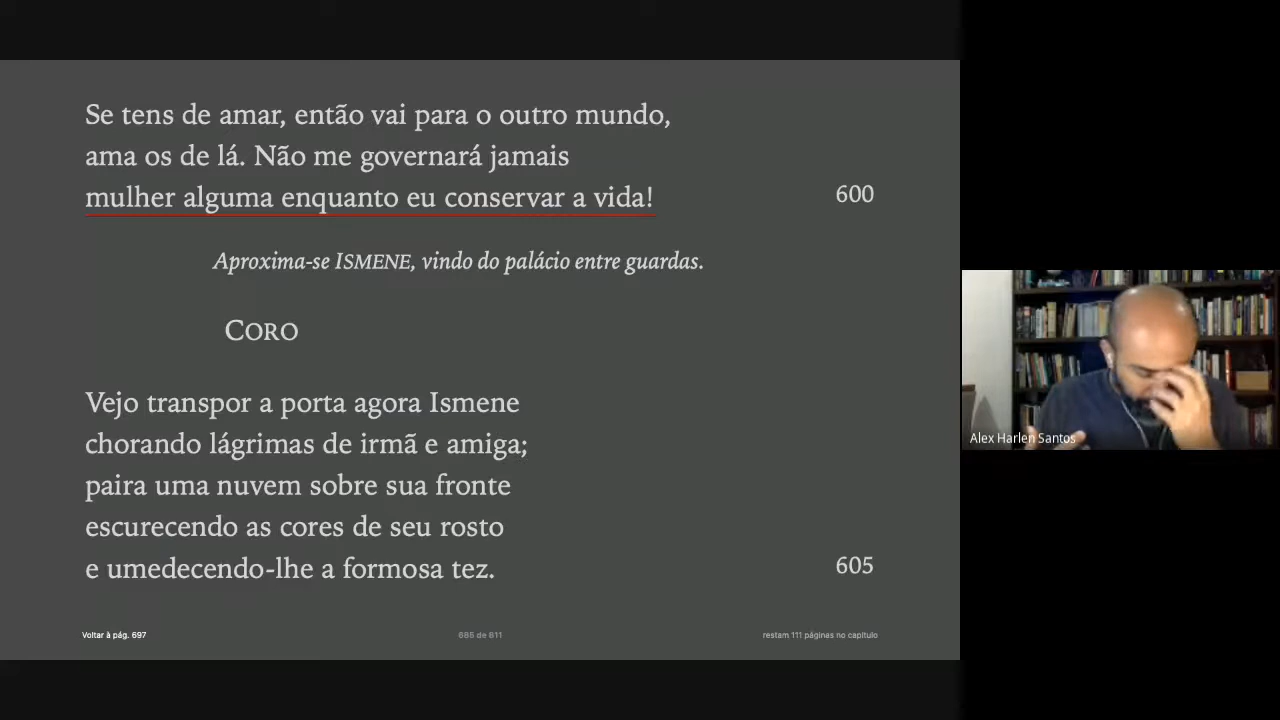 Se tens de amar, então vai para o outro mundo,
ama os de lá. Não me governará jamais
mulher alguma enquanto eu conservar a vida! 600
Aproxima-se ISMENE, vindo do palácio entre guardas.
CORO
Vejo transpor a porta agora Ismene
chorando lágrimas de irmã e amiga;
paira uma nuvem sobre sua fronte
escurecendo as cores de seu rosto
e umedecendo-lhe a formosa tez. 605
Alex Harlen Santos
Voltar à pág. 697 685 de 611 restam 111 páginas no capítulo